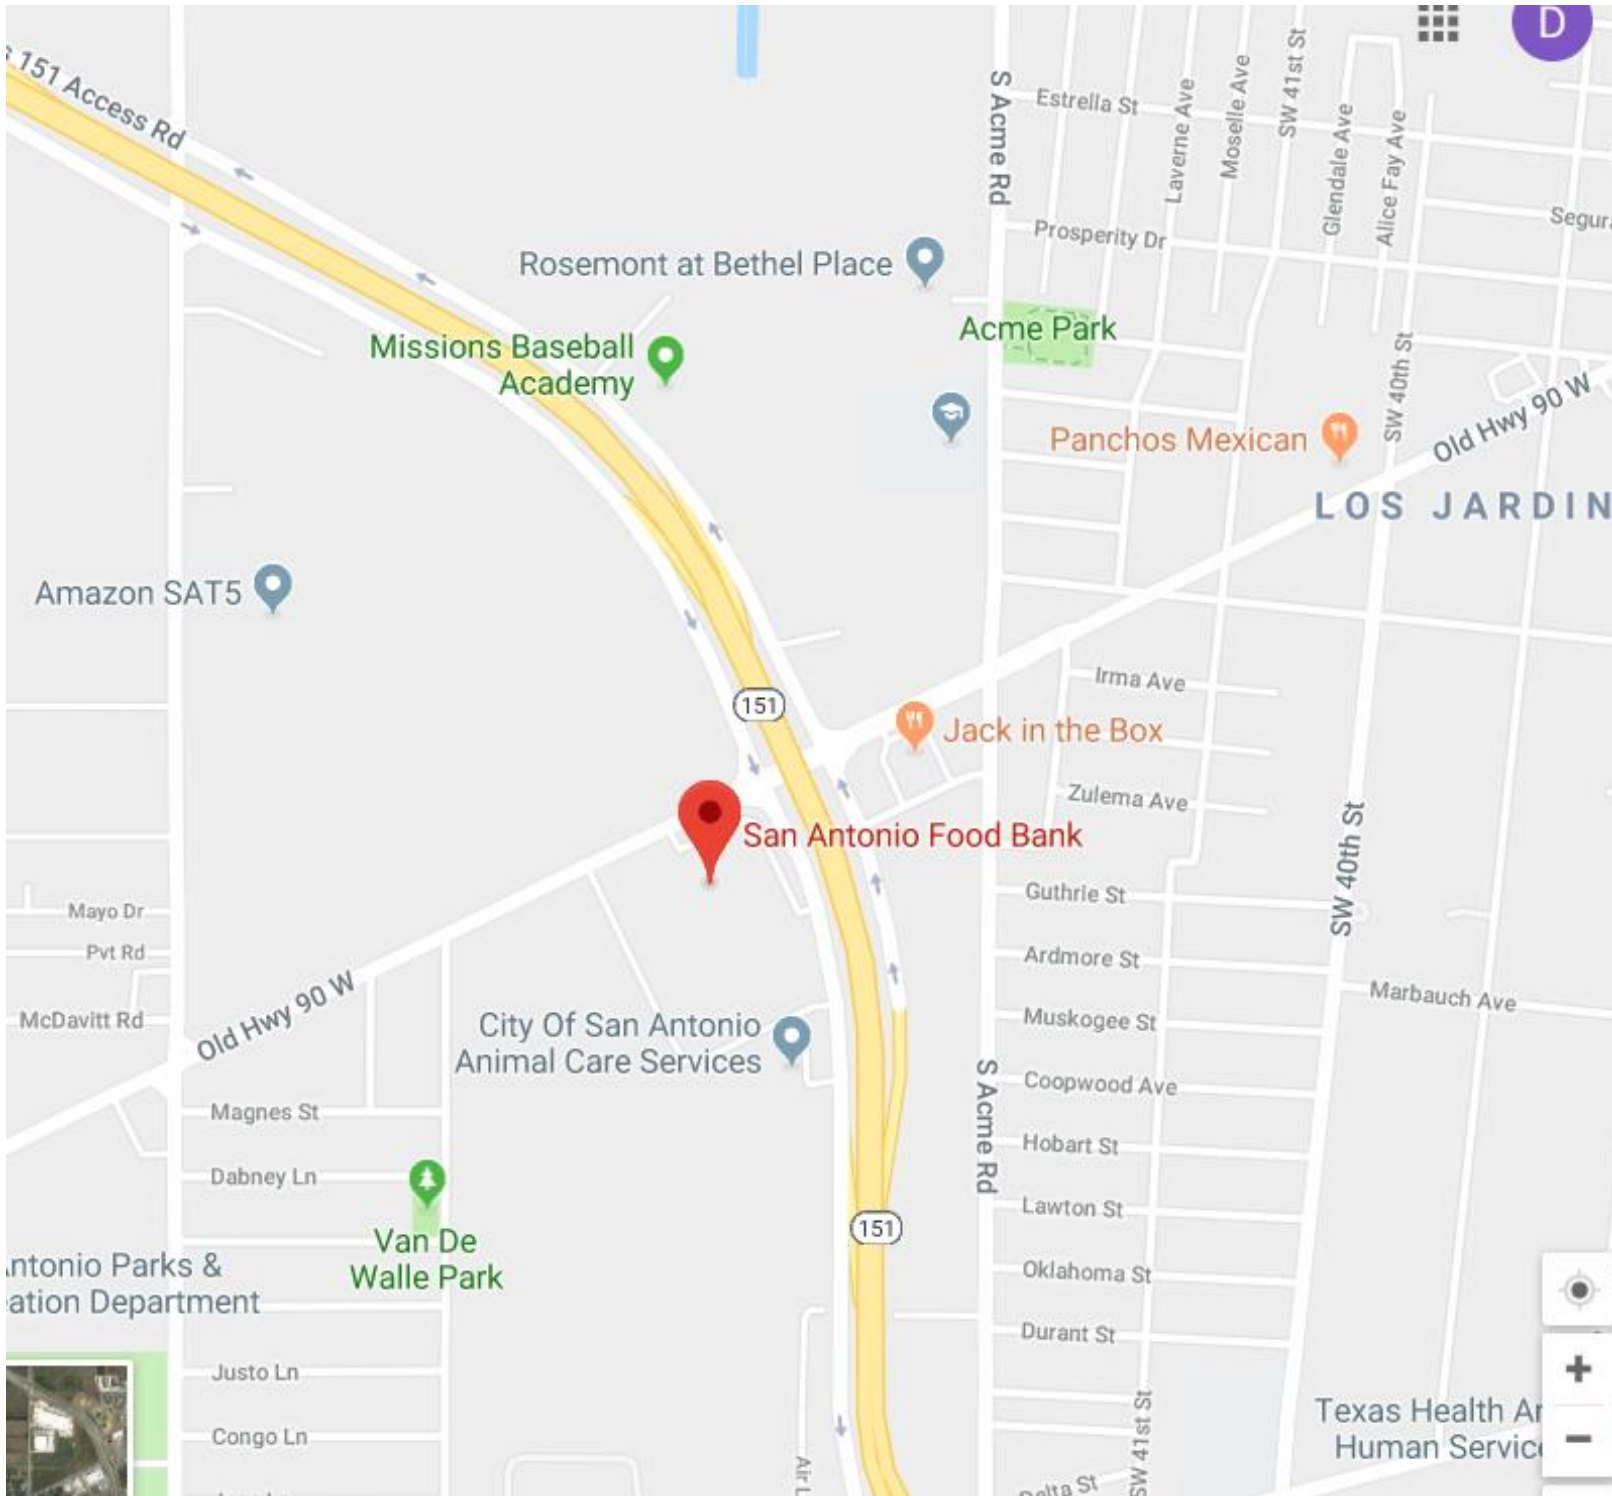 151 Access Rd
D
S Acme Rd
Estrella St
Laverne Ave
Moselle Ave
SW 41st St
Glendale Ave
Alice Fay Ave
Prosperity Dr
Segur
Rosemont at Bethel Place
Acme Park
Missions Baseball
Academy
SW 40th St
Old Hwy 90 W
Panchos Mexican
LOS JARDIN
Amazon SAT5
Irma Ave
151
Jack in the Box
Zulema Ave
San Antonio Food Bank
SW 40th St
Guthrie St
Mayo Dr
Pvt Rd
Ardmore St
Marbauch Ave
McDavitt Rd
Old Hwy 90 W
City Of San Antonio
Animal Care Services
Muskogee St
S Acme Rd
Coopwood Ave
Magnes St
Hobart St
Dabney Ln
Lawton St
151
Van De
Walle Park
ntonio Parks &
ation Department
Oklahoma St
Durant St
Justo Ln
SW 41st St
Texas Health A
Human Servic
Congo Ln
Air L
Delta St